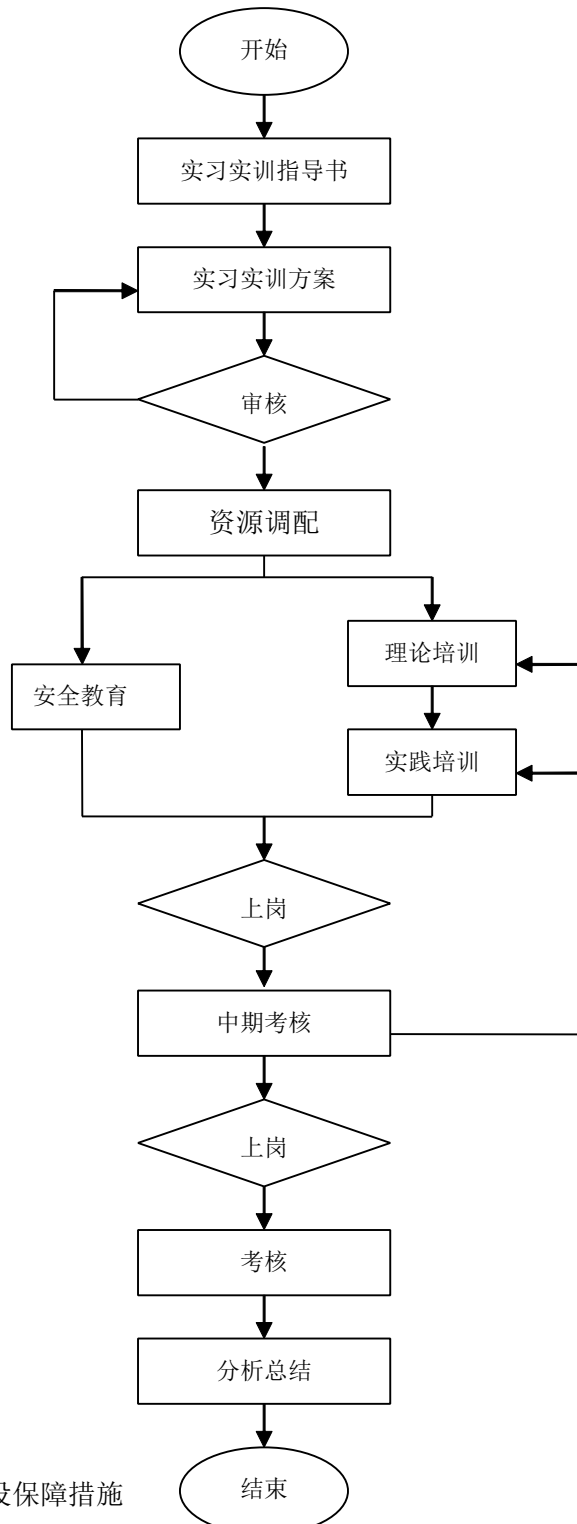 开始
实习实训指导书
实习实训方案
审核
资源调配
理论培训
安全教育
实践培训
上岗
中期考核
上岗
考核
分析总结
结束
设保障措施